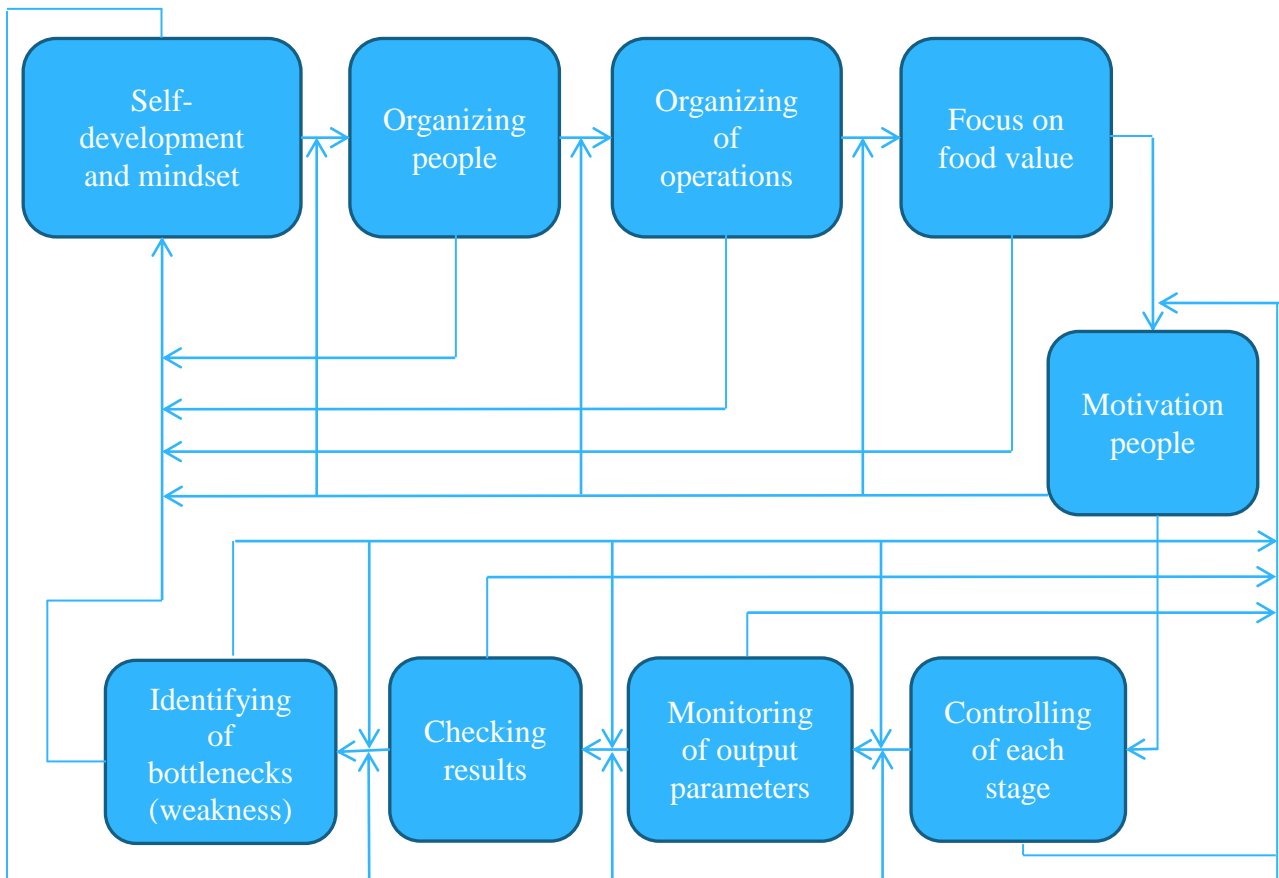 Self-
development
and mindset
Organizing
people
Organizing
of
operations
Focus on
food value
Motivation
people
Identifying
of
bottlenecks
(weakness)
Checking
results
Monitoring
of output
parameters
Controlling
of each
stage